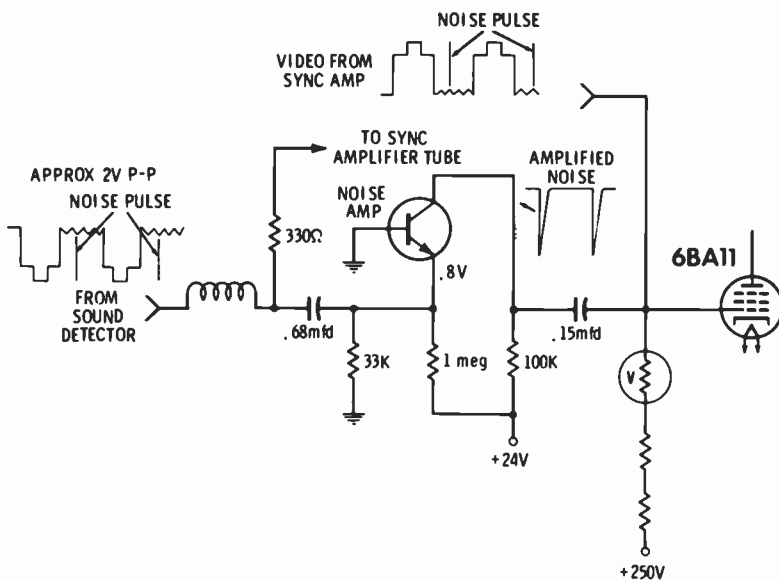 NOISE PULSE
VIDEO FROM
SYNC AMP
TO SYNC
AMPLIFIER TUBE
APPROX 2V P-P
NOISE PULSE
NOISE
AMP
AMPLIFIED
NOISE
330Ω
.8V
6BA11
FROM
SOUND
DETECTOR
.68mfd
.15mfd
33K
1 meg
100K
V
+24V
+250V